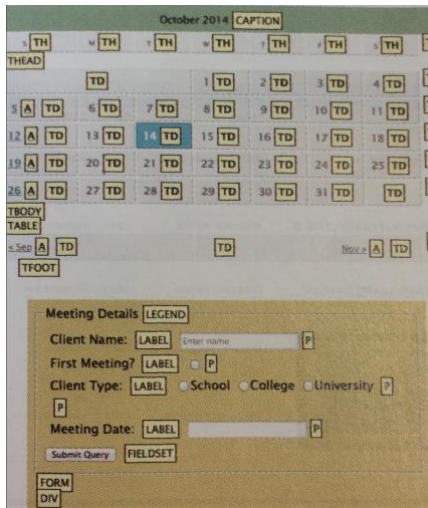 October 2014 CAPTION
S TH M TH T TH W TH T TH F TH S TH
THEAD
TD 1 TD 2 TD 3 TD 4 TD
5 A TD 6 TD 7 TD 8 TD 9 TD 10 TD 11 TD
12 A TD 13 TD 14 TD 15 TD 16 TD 17 TD 18 TD
19 A TD 20 TD 21 TD 22 TD 23 TD 24 TD 25 TD
26 A TD 27 TD 28 TD 29 TD 30 TD 31 TD TD
TBODY
TABLE
« Sep A TD TD Nov » A TD
TFOOT
Meeting Details LEGEND
Client Name: LABEL Enter name P
First Meeting? LABEL P
Client Type: LABEL School College University P
P
Meeting Date: LABEL P
Submit Query FIELDSET
FORM
DIV